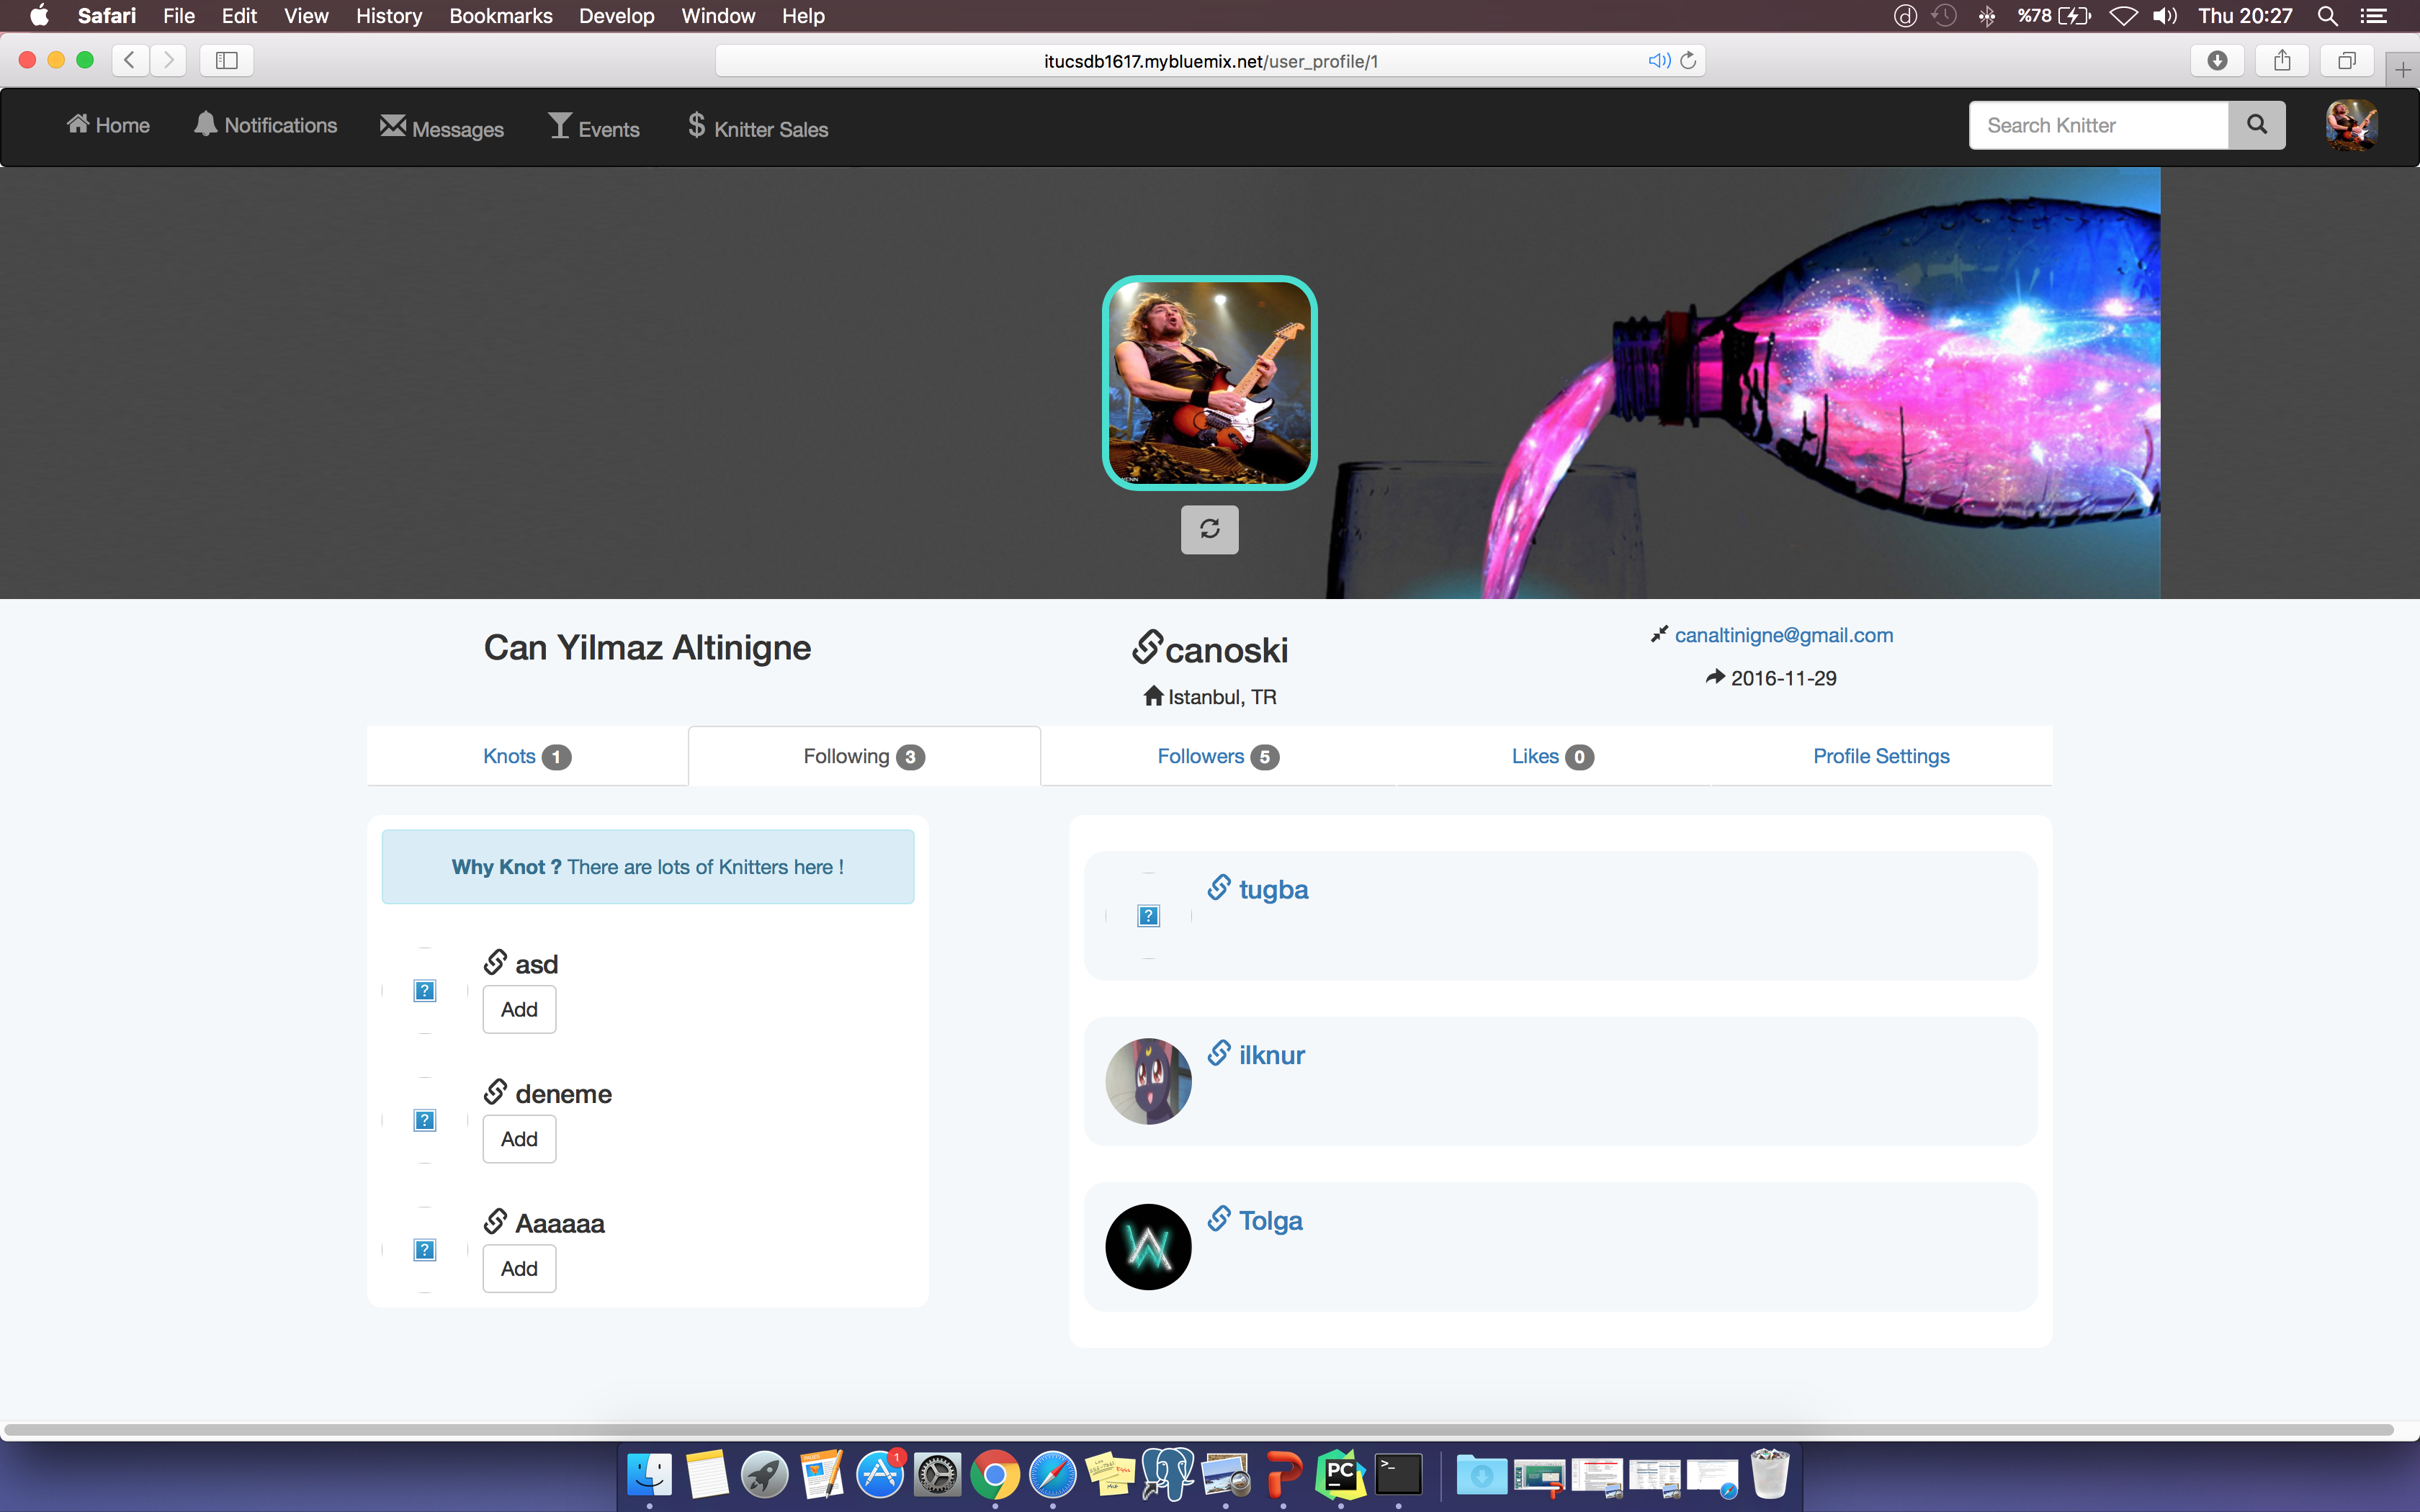 Safari File Edit View History Bookmarks Develop Window Help %78 Thu 20:27
itucsdb1617.mybluemix.net/user_profile/1
Home Notifications Messages Events $ Knitter Sales Search Knitter
Can Yilmaz Altinigne
canoski
Istanbul, TR
canaltinigne@gmail.com
2016-11-29
Knots 1 Following 3 Followers 5 Likes 0 Profile Settings
Why Knot ? There are lots of Knitters here !
asd
Add
deneme
Add
Aaaaaa
Add
tugba
ilknur
Tolga
1
PC